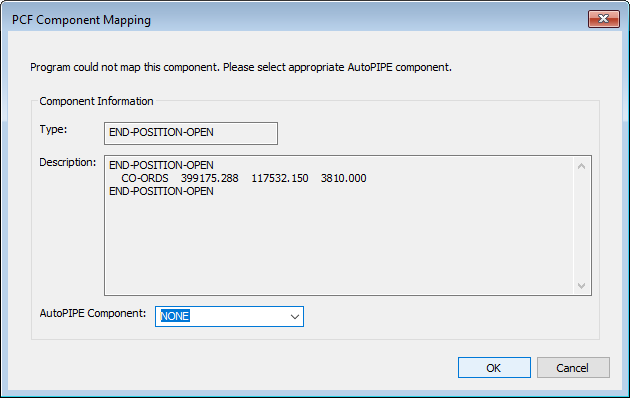 PCF Component Mapping
Program could not map this component. Please select appropriate AutoPIPE component.
Component Information
Type: END-POSITION-OPEN
Description: END-POSITION-OPEN
CO-ORDS 399175.288 117532.150 3810.000
END-POSITION-OPEN
AutoPIPE Component: NONE
OK Cancel